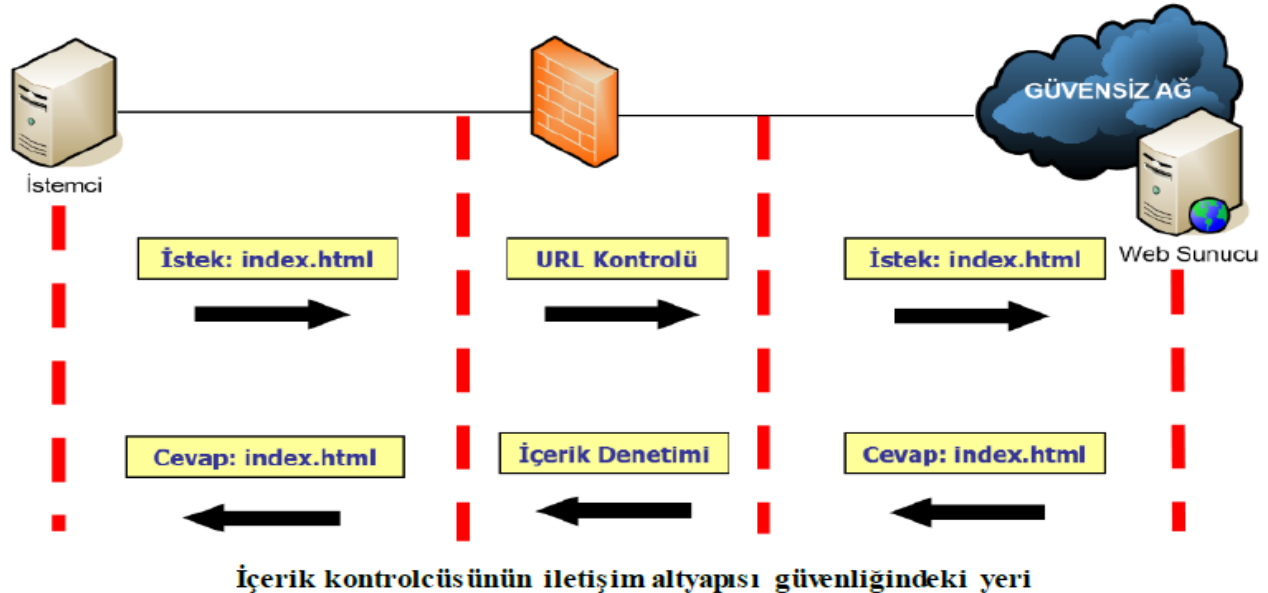 GÜVENSİZ AĞ
İstemci
Web Sunucu
İstek: index.html
URL Kontrolü
İstek: index.html
Cevap: index.html
İçerik Denetimi
Cevap: index.html
İçerik kontrolcüsünün iletişim altyapısı güvenliğindeki yeri